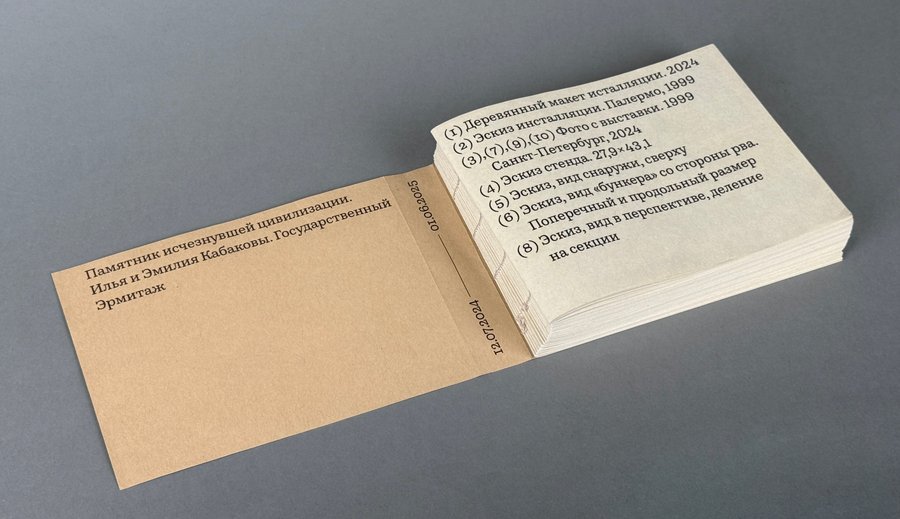 Памятник исчезнувшей цивилизации.
Илья и Эмилия Кабаковы. Государственный
Эрмитаж
12.07.2024 —— 01.06.2025
(1) Деревянный макет исталляции. 2024
(2) Эскиз инсталляции. Палермо, 1999
(3),(7),(9),(10) Фото с выставки. 1999
Санкт-Петербург, 2024
(4) Эскиз стенда. 27,9×43,1
(5) Эскиз, вид снаружи, сверху
(6) Эскиз, вид «бункера» со стороны рва.
Поперечный и продольный размер
(8) Эскиз, вид в перспективе, деление
на секции